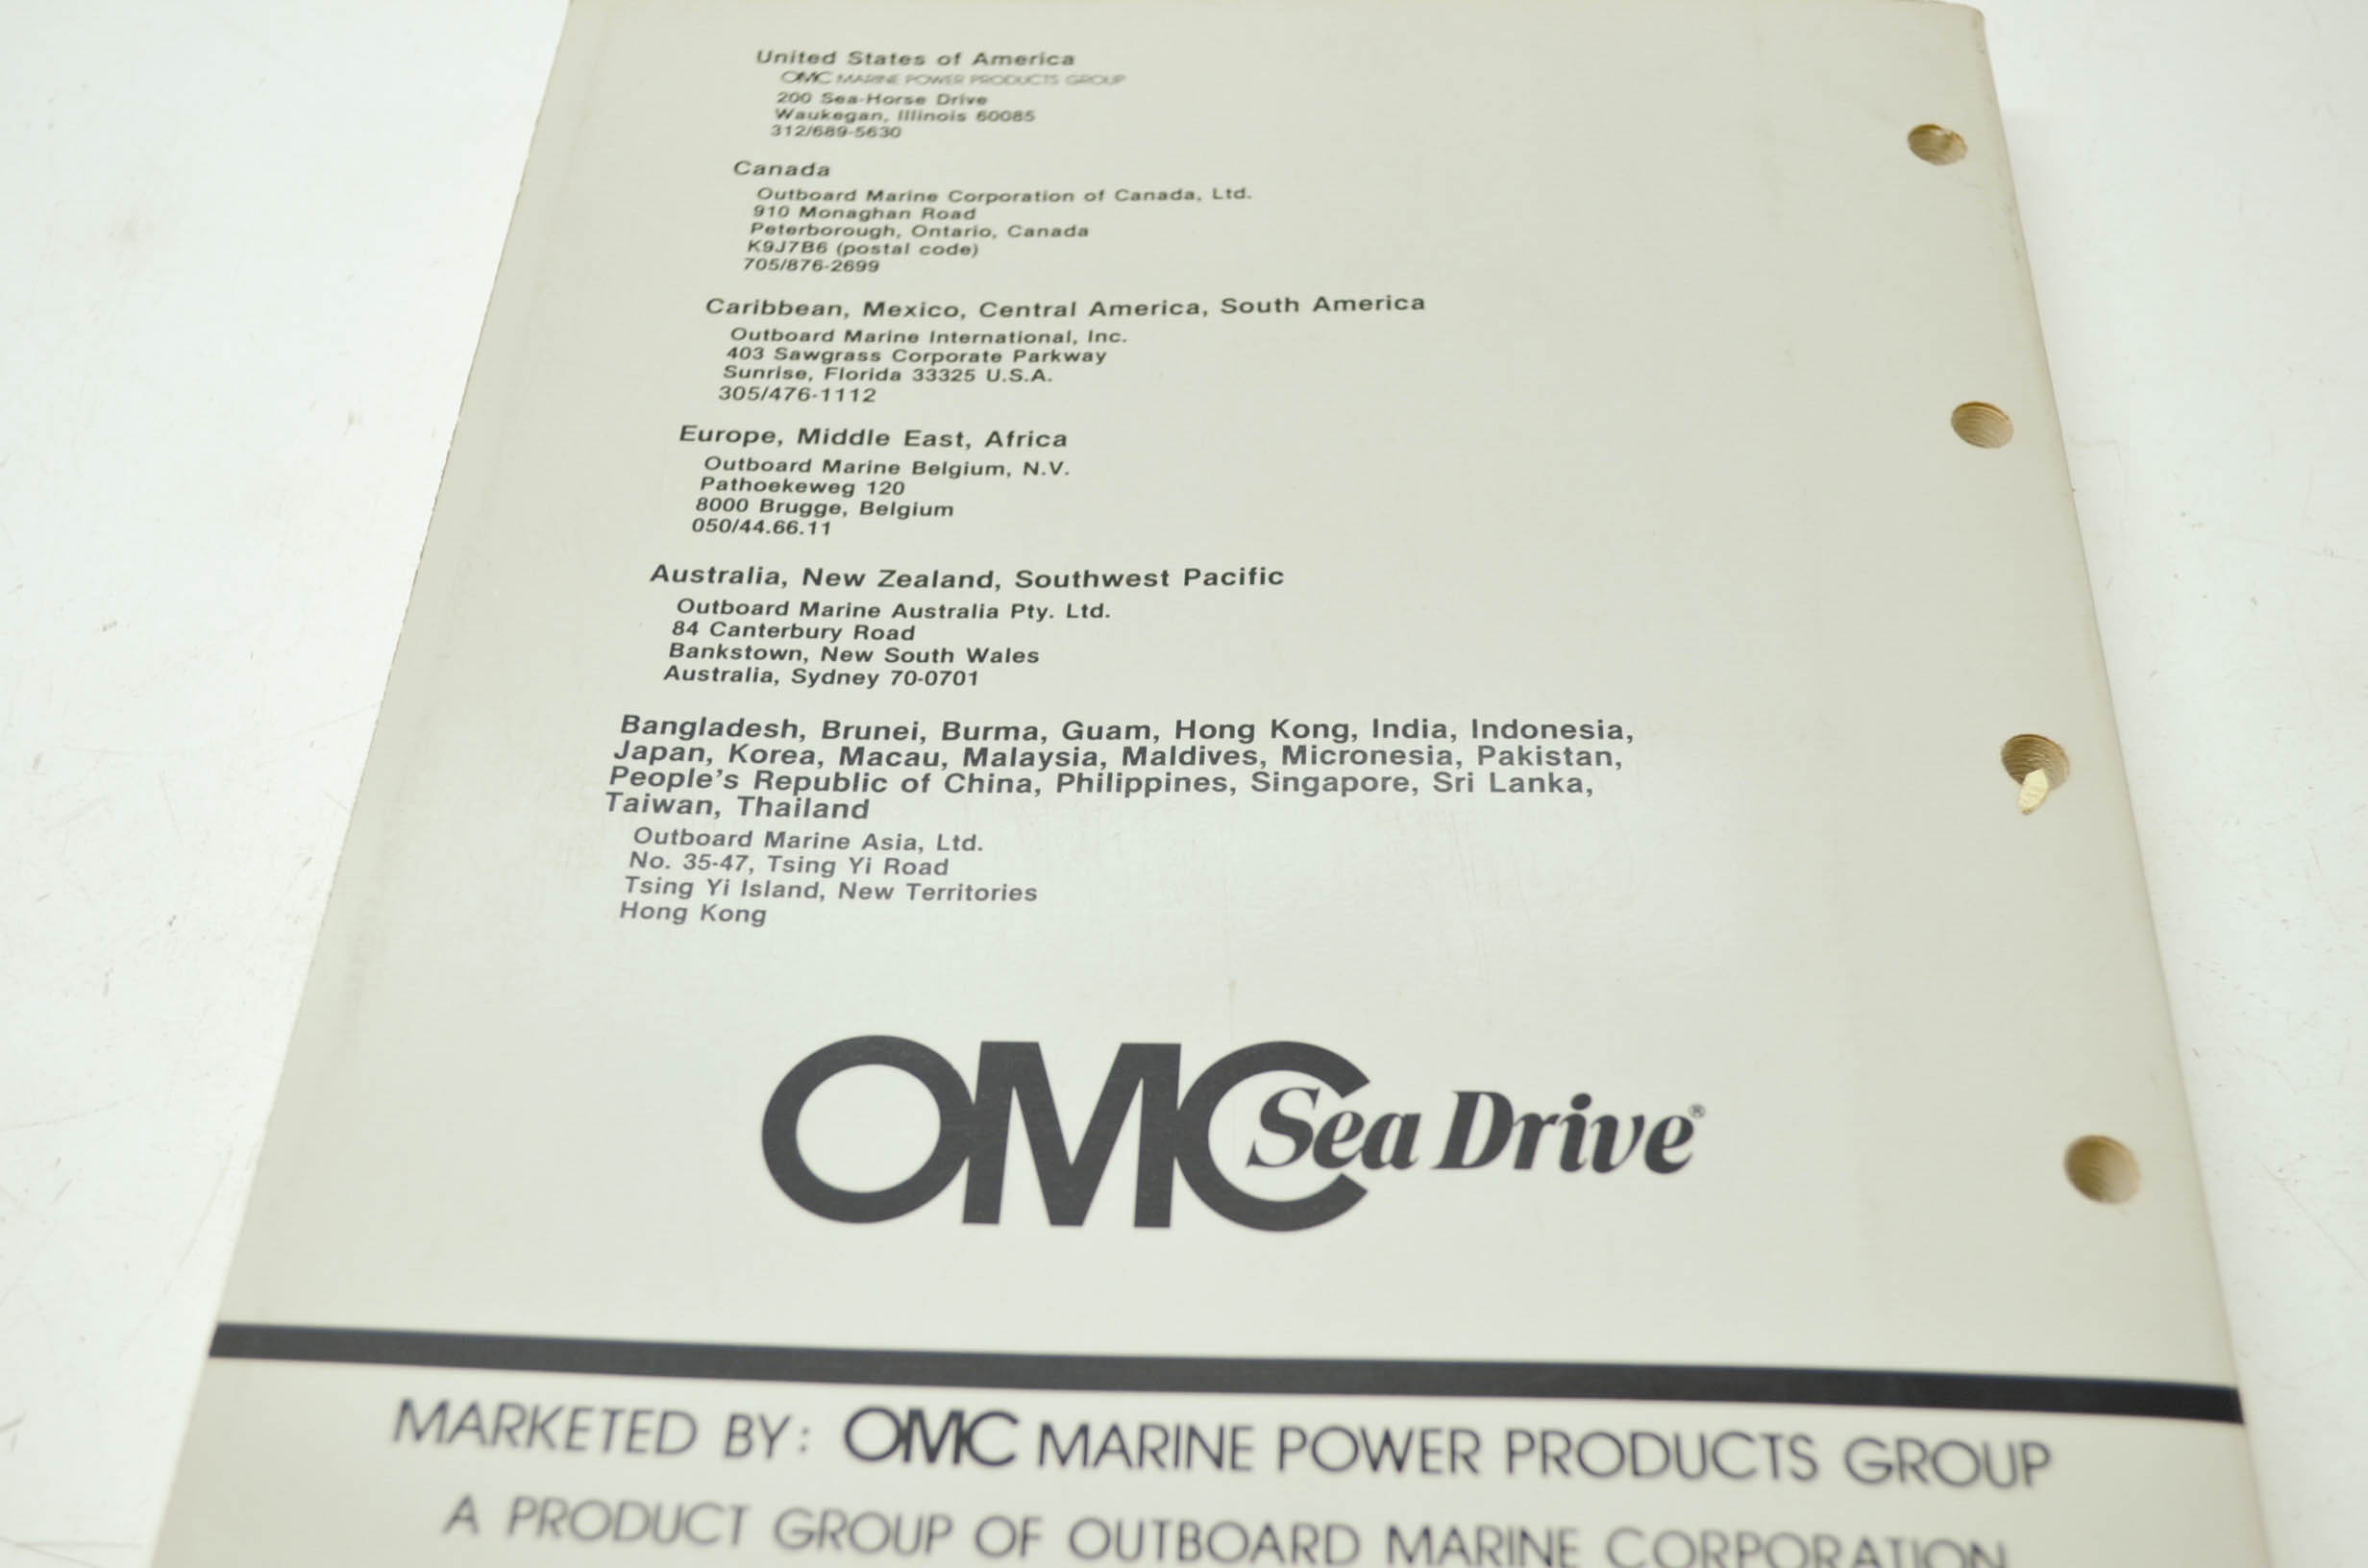 United States of America
OMC MARINE POWER PRODUCTS GROUP
200 Sea-Horse Drive
Waukegan, Illinois 60085
312/689-5630
Canada
Outboard Marine Corporation of Canada, Ltd.
910 Monaghan Road
Peterborough, Ontario, Canada
K9J7B6 (postal code)
705/876-2699
Caribbean, Mexico, Central America, South America
Outboard Marine International, Inc.
403 Sawgrass Corporate Parkway
Sunrise, Florida 33325 U.S.A.
305/476-1112
Europe, Middle East, Africa
Outboard Marine Belgium, N.V.
Pathoekeweg 120
8000 Brugge, Belgium
050/44.66.11
Australia, New Zealand, Southwest Pacific
Outboard Marine Australia Pty. Ltd.
84 Canterbury Road
Bankstown, New South Wales
Australia, Sydney 70-0701
Bangladesh, Brunei, Burma, Guam, Hong Kong, India, Indonesia,
Japan, Korea, Macau, Malaysia, Maldives, Micronesia, Pakistan,
People's Republic of China, Philippines, Singapore, Sri Lanka,
Taiwan, Thailand
Outboard Marine Asia, Ltd.
No. 35-47, Tsing Yi Road
Tsing Yi Island, New Territories
Hong Kong
OMC Sea Drive®
MARKETED BY: OMC MARINE POWER PRODUCTS GROUP
A PRODUCT GROUP OF OUTBOARD MARINE CORPORATION